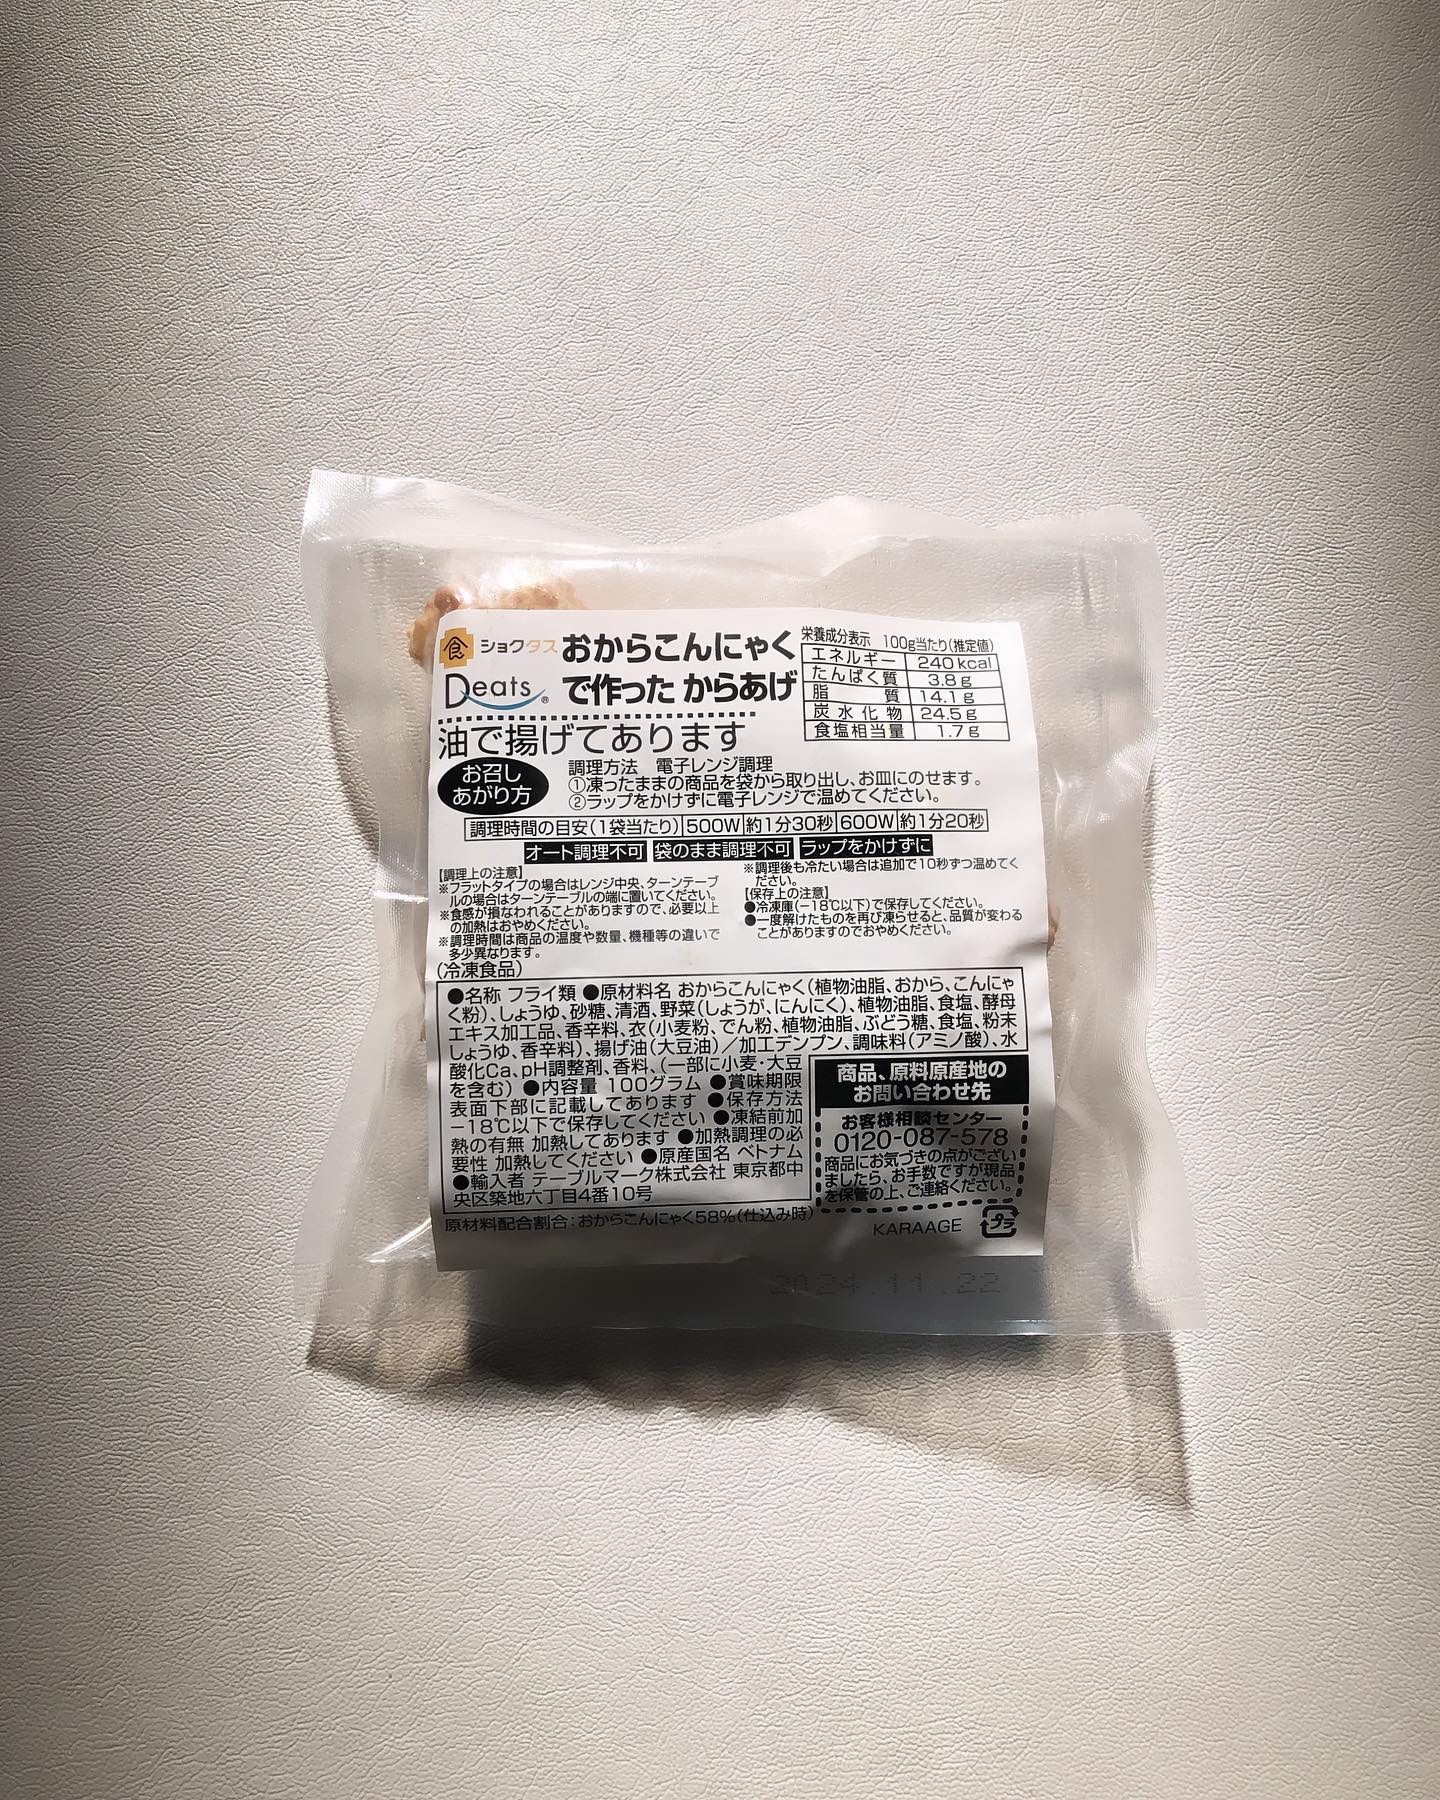 食 ショクタス おからこんにゃく
Deats® で作った からあげ
油で揚げてあります
栄養成分表示 100g当たり(推定値)
エネルギー 240kcal
たんぱく質 3.8g
脂質 14.1g
炭水化物 24.5g
食塩相当量 1.7g
お召し
あがり方
調理方法 電子レンジ調理
①凍ったままの商品を袋から取り出し、お皿にのせます。
②ラップをかけずに電子レンジで温めてください。
調理時間の目安(1袋当たり) 500W 約1分30秒 600W 約1分20秒
オート調理不可 袋のまま調理不可 ラップをかけずに
【調理上の注意】
※フラットタイプの場合はレンジ中央、ターンテーブ
ルの場合はターンテーブルの端に置いてください。
※食感が損なわれることがありますので、必要以上
の加熱はおやめください。
※調理時間は商品の温度や数量、機種等の違いで
多少異なります。
※調理後も冷たい場合は追加で10秒ずつ温めてく
ださい。
【保存上の注意】
●冷凍庫(−18℃以下)で保存してください。
●一度解けたものを再び凍らせると、品質が変わる
ことがありますのでおやめください。
(冷凍食品)
●名称 フライ類 ●原材料名 おからこんにゃく(植物油脂、おから、こんにゃ
く粉)、しょうゆ、砂糖、清酒、野菜(しょうが、にんにく)、植物油脂、食塩、酵母
エキス加工品、香辛料、衣(小麦粉、でん粉、植物油脂、ぶどう糖、食塩、粉末
しょうゆ、香辛料)、揚げ油(大豆油)/加工デンプン、調味料(アミノ酸)、水
酸化Ca、pH調整剤、香料、(一部に小麦・大豆
を含む) ●内容量 100グラム ●賞味期限
表面下部に記載してあります ●保存方法
−18℃以下で保存してください ●凍結前加
熱の有無 加熱してあります ●加熱調理の必
要性 加熱してください ●原産国名 ベトナム
●輸入者 テーブルマーク株式会社 東京都中
央区築地六丁目4番10号
商品、原料原産地の
お問い合わせ先
お客様相談センター
0120-087-578
商品にお気づきの点がござい
ましたら、お手数ですが現品
を保管の上、ご連絡ください。
原材料配合割合:おからこんにゃく58%(仕込み時)
KARAAGE プラ
2024.11.22